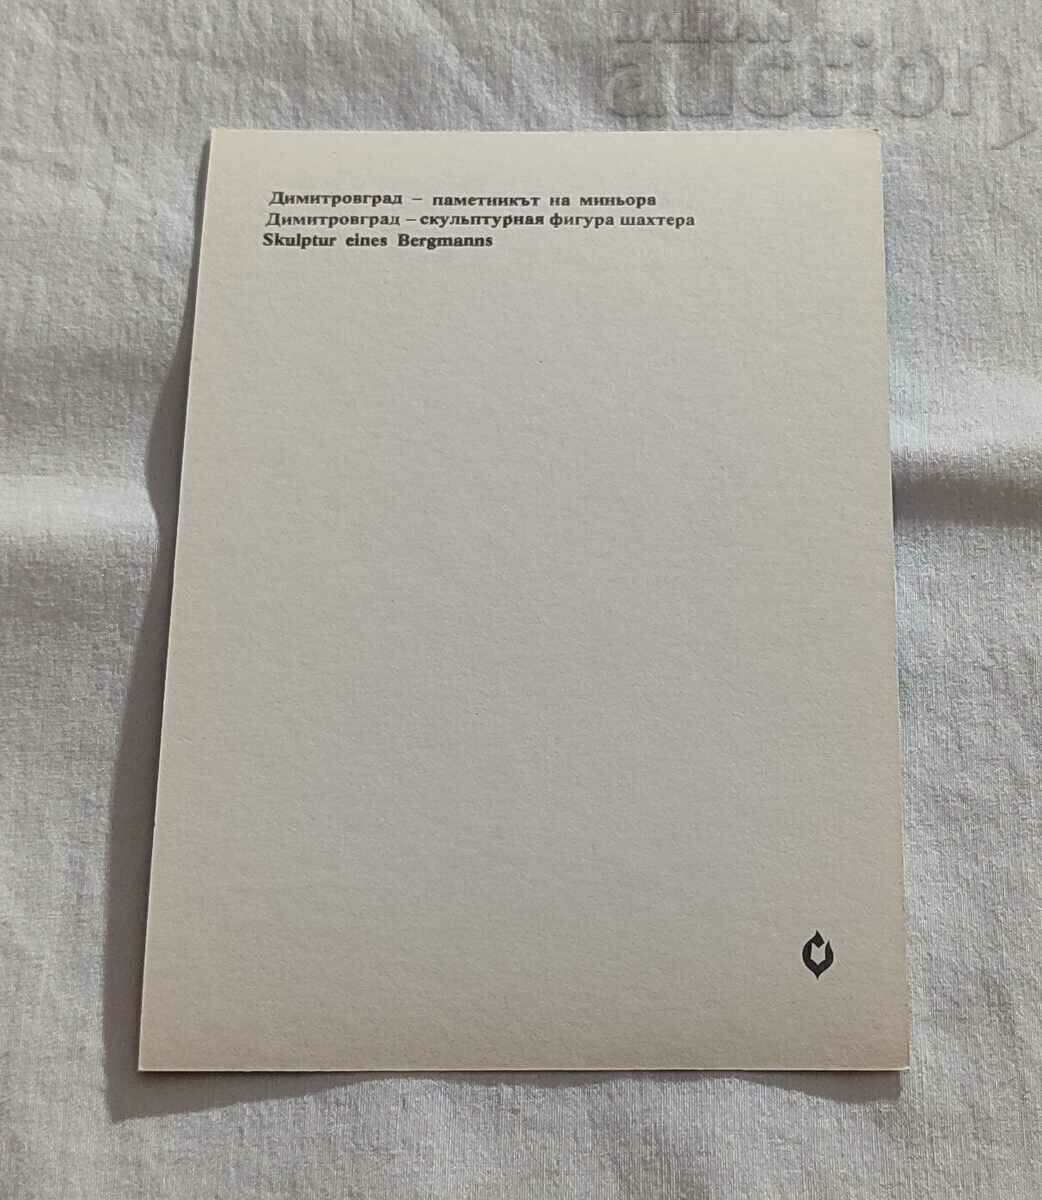 Димитровград – паметникът на миньора
Димитровград – скульптурная фигура шахтера
Skulptur eines Bergmanns